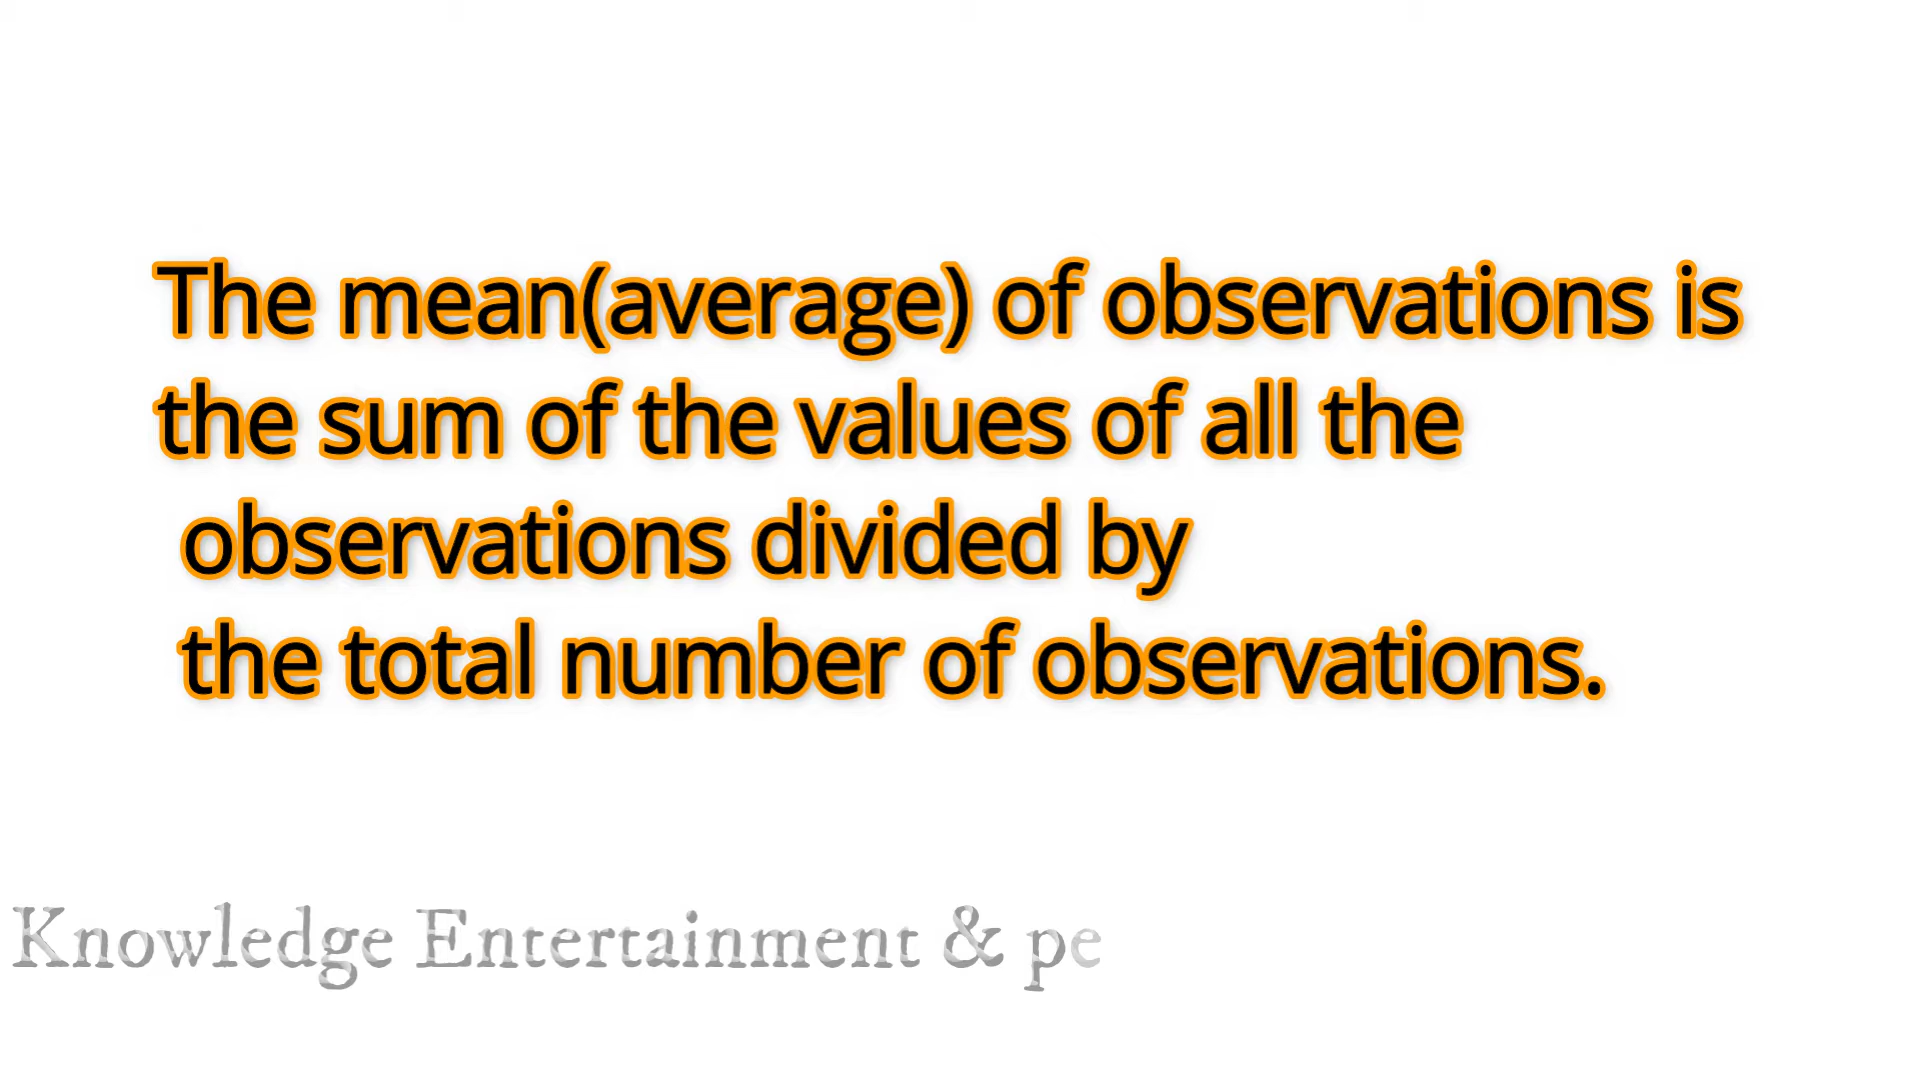 The mean(average) of observations is
the sum of the values of all the
observations divided by
the total number of observations.
Knowledge Entertainment & pe